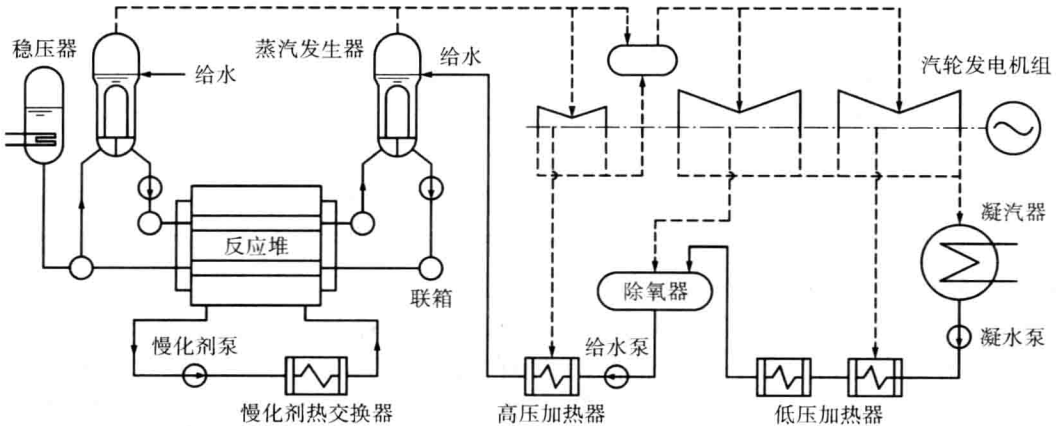 稳压器
蒸汽发生器
给水
给水
汽轮发电机组
反应堆
联箱
凝汽器
除氧器
慢化剂泵
给水泵
凝水泵
慢化剂热交换器
高压加热器
低压加热器